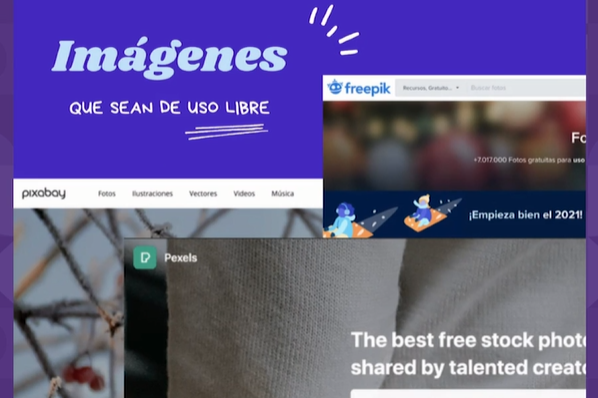 Imágenes
QUE SEAN DE USO LIBRE
freepik
Recursos, Gratuito...
Buscar fotos
Fo
+7.017.000 Fotos gratuitas para uso
pixabay
Fotos Ilustraciones Vectores Videos Música
¡Empieza bien el 2021!
Pexels
The best free stock photo
shared by talented creato